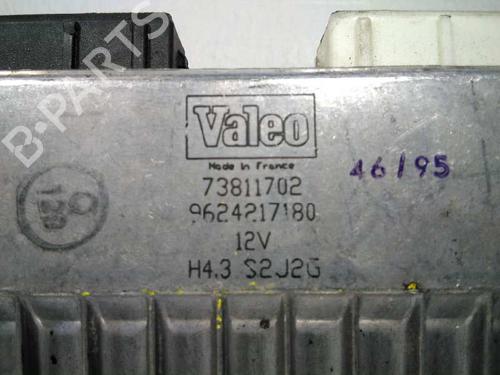 Valeo
Made in France
46/95
73811702
9624217180
12V
H4.3 S2J2G
B-PARTS